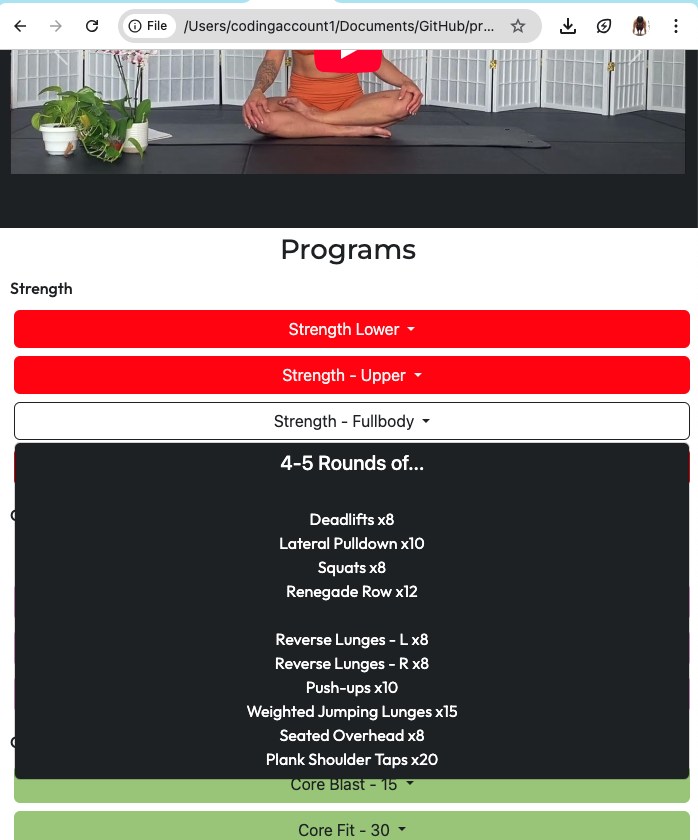 File
/Users/codingaccount1/Documents/GitHub/pr...
Programs
Strength
Strength Lower
Strength - Upper
Strength - Fullbody
4-5 Rounds of...
Deadlifts x8
Lateral Pulldown x10
Squats x8
Renegade Row x12
Reverse Lunges - L x8
Reverse Lunges - R x8
Push-ups x10
Weighted Jumping Lunges x15
Seated Overhead x8
Plank Shoulder Taps x20
Core Blast - 15
Core Fit - 30